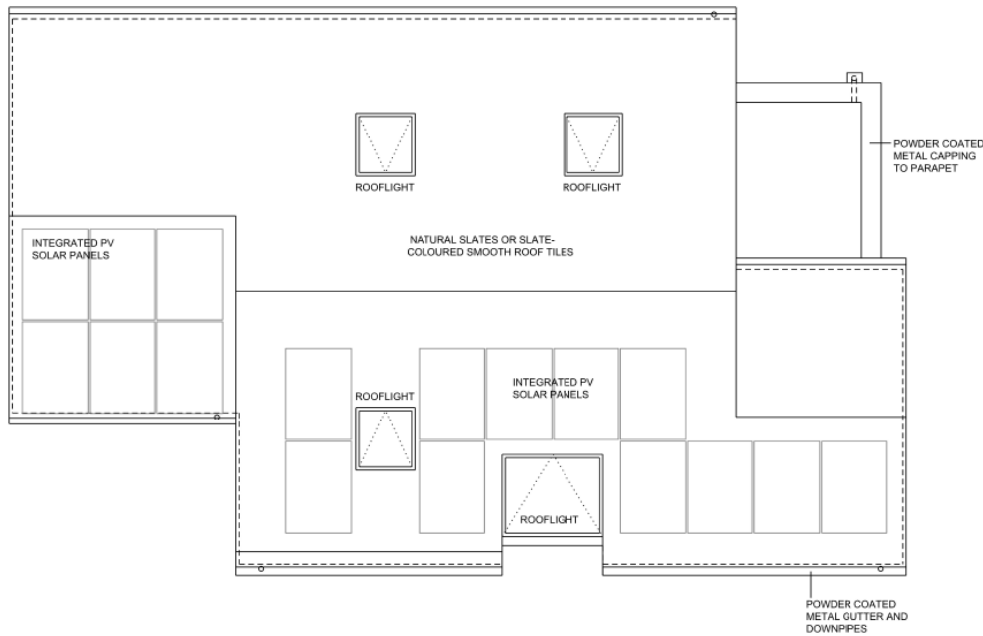 POWDER COATED
METAL CAPPING
TO PARAPET
ROOFLIGHT
ROOFLIGHT
INTEGRATED PV
SOLAR PANELS
NATURAL SLATES OR SLATE-
COLOURED SMOOTH ROOF TILES
INTEGRATED PV
SOLAR PANELS
ROOFLIGHT
ROOFLIGHT
POWDER COATED
METAL GUTTER AND
DOWNPIPES